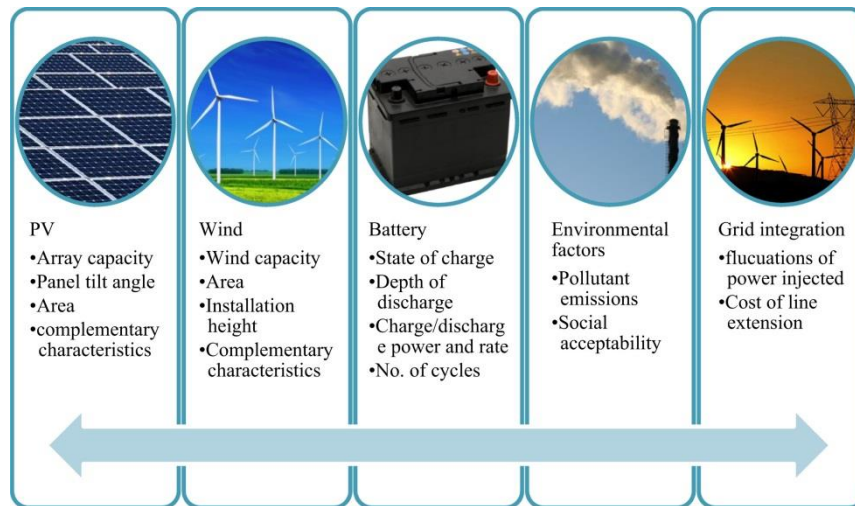 PV
•Array capacity
•Panel tilt angle
•Area
•complementary
characteristics
Wind
•Wind capacity
•Area
•Installation
height
•Complementary
characteristics
Battery
•State of charge
•Depth of
discharge
•Charge/discharg
e power and rate
•No. of cycles
Environmental
factors
•Pollutant
emissions
•Social
acceptability
Grid integration
•flucuations of
power injected
•Cost of line
extension